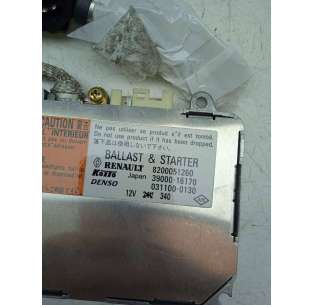 CAUTION
L'INTERIEUR
Ne pas utiliser ce produit s'il est tombé.
Do not use this product if it has been dropped.
落下品は使用しないで下さい。
BALLAST & STARTER
RENAULT 8200051260
KOITO Japan 39000-16170
DENSO 031100-0130
12V 340